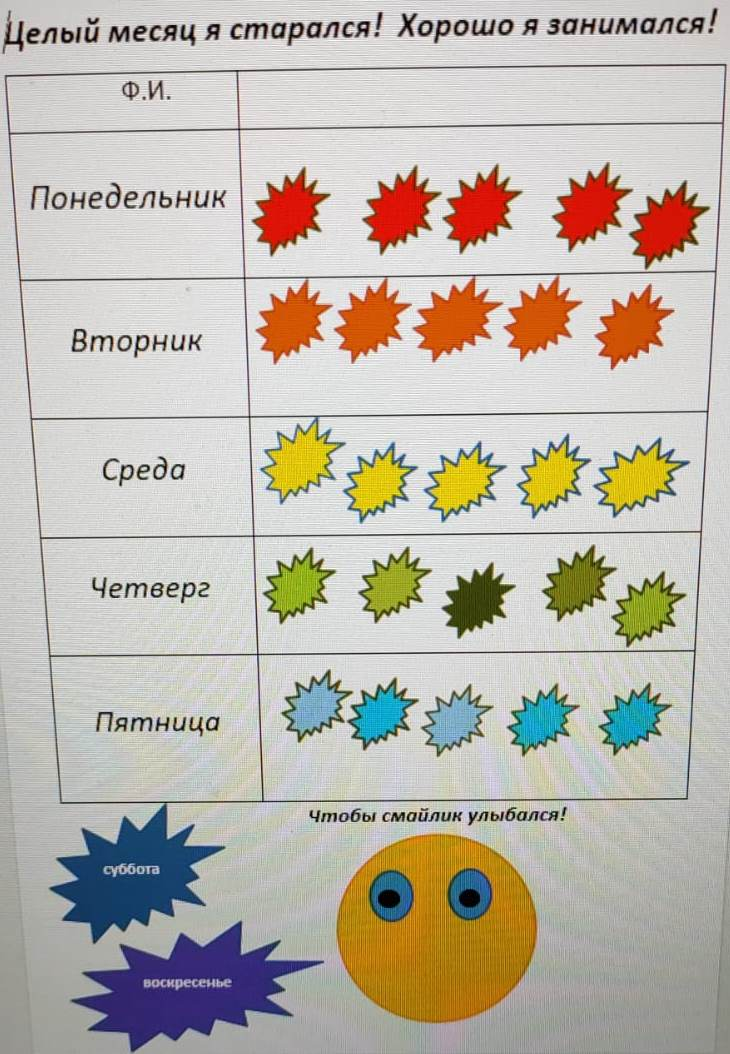 Целый месяц я старался! Хорошо я занимался!
Ф.И.
Понедельник
Вторник
Среда
Четверг
Пятница
Чтобы смайлик улыбался!
суббота
воскресенье